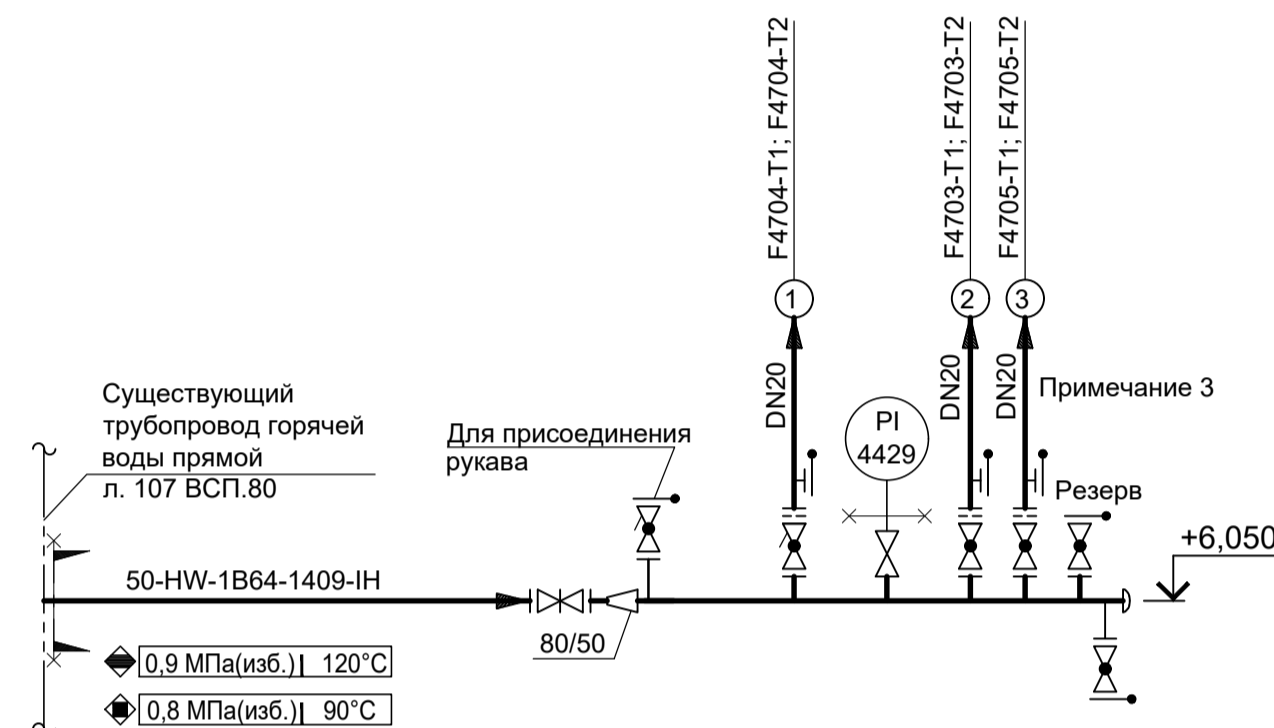 F4704-T1; F4704-T2
F4703-T1; F4703-T2
F4705-T1; F4705-T2
1
2
3
DN20
DN20
DN20
Примечание 3
Существующий
трубопровод горячей
воды прямой
л. 107 ВСП.80
Для присоединения
рукава
PI
4429
Резерв
+6,050
50-HW-1B64-1409-IH
80/50
0,9 МПа(изб.) 120°C
0,8 МПа(изб.) 90°C